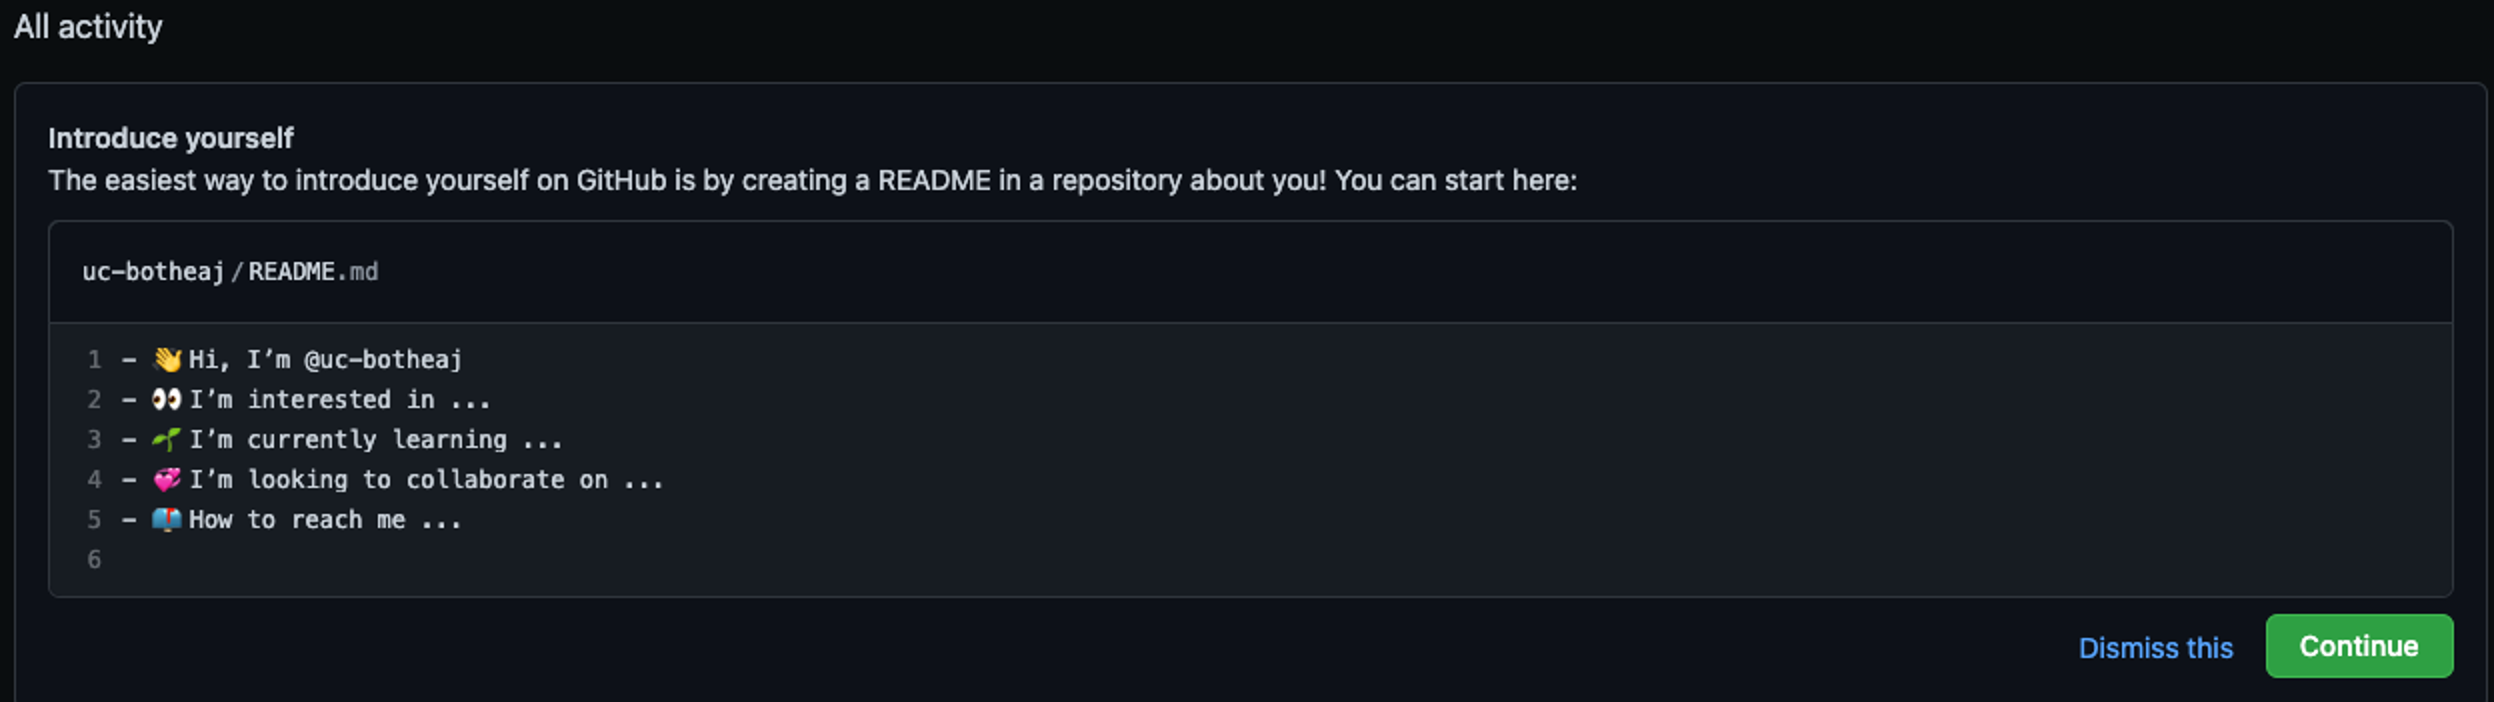 All activity
Introduce yourself
The easiest way to introduce yourself on GitHub is by creating a README in a repository about you! You can start here:
uc-botheaj/README.md
1 - 👋 Hi, I’m @uc-botheaj
2 - 👀 I’m interested in ...
3 - 🌱 I’m currently learning ...
4 - 💞️ I’m looking to collaborate on ...
5 - 📫 How to reach me ...
6
Dismiss this Continue